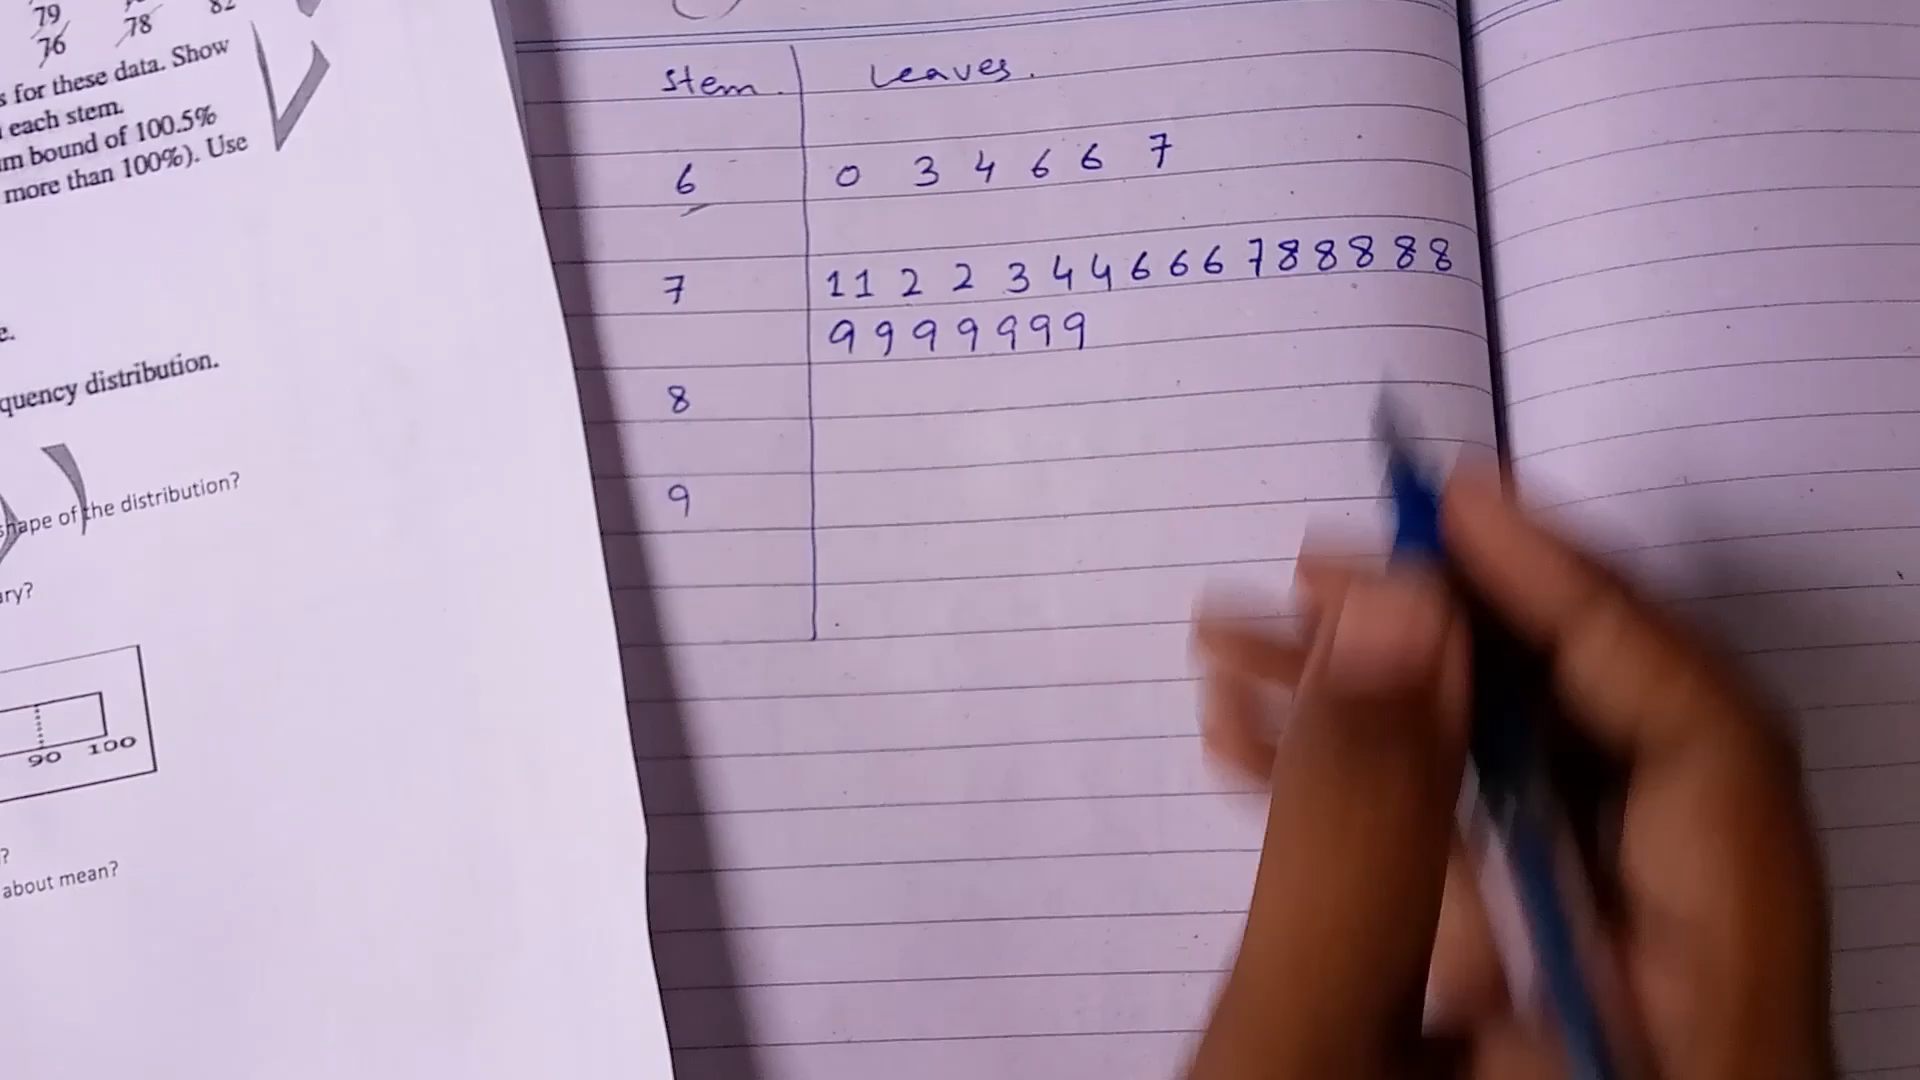 79
76 78 82
for these data. Show
each stem.
bound of 100.5%
more than 100%). Use
distribution.
of the distribution?
90 100
?
about mean?
Stem. Leaves.
6 0 3 4 6 6 7
7 1 1 2 2 3 4 4 6 6 6 7 8 8 8 8 8
9 9 9 9 9 9 9
8
9